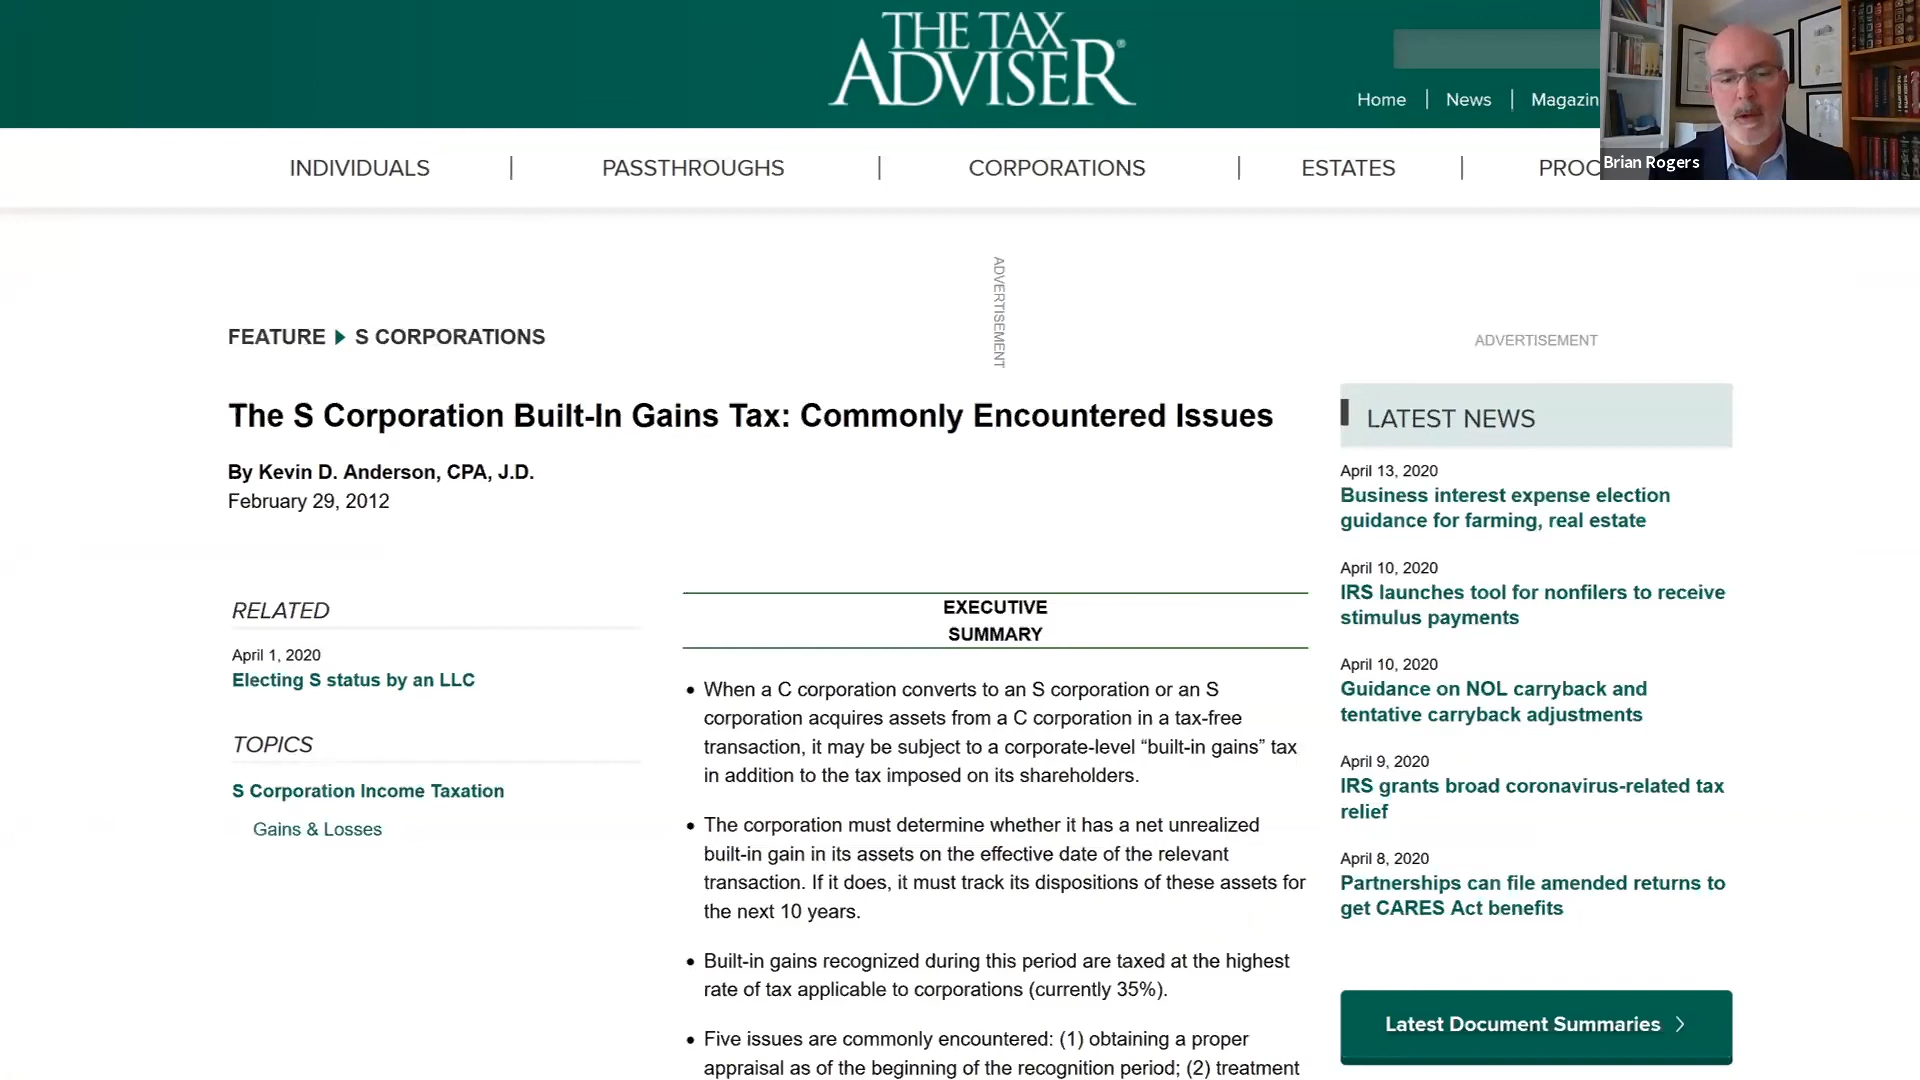 THE TAX
ADVISER®
Home | News | Magazin
Brian Rogers
INDIVIDUALS | PASSTHROUGHS | CORPORATIONS | ESTATES | PROC
ADVERTISEMENT
FEATURE ▶ S CORPORATIONS
The S Corporation Built-In Gains Tax: Commonly Encountered Issues
By Kevin D. Anderson, CPA, J.D.
February 29, 2012
RELATED
April 1, 2020
Electing S status by an LLC
TOPICS
S Corporation Income Taxation
Gains & Losses
EXECUTIVE
SUMMARY
• When a C corporation converts to an S corporation or an S
corporation acquires assets from a C corporation in a tax-free
transaction, it may be subject to a corporate-level “built-in gains” tax
in addition to the tax imposed on its shareholders.
• The corporation must determine whether it has a net unrealized
built-in gain in its assets on the effective date of the relevant
transaction. If it does, it must track its dispositions of these assets for
the next 10 years.
• Built-in gains recognized during this period are taxed at the highest
rate of tax applicable to corporations (currently 35%).
• Five issues are commonly encountered: (1) obtaining a proper
appraisal as of the beginning of the recognition period; (2) treatment
ADVERTISEMENT
LATEST NEWS
April 13, 2020
Business interest expense election
guidance for farming, real estate
April 10, 2020
IRS launches tool for nonfilers to receive
stimulus payments
April 10, 2020
Guidance on NOL carryback and
tentative carryback adjustments
April 9, 2020
IRS grants broad coronavirus-related tax
relief
April 8, 2020
Partnerships can file amended returns to
get CARES Act benefits
Latest Document Summaries >